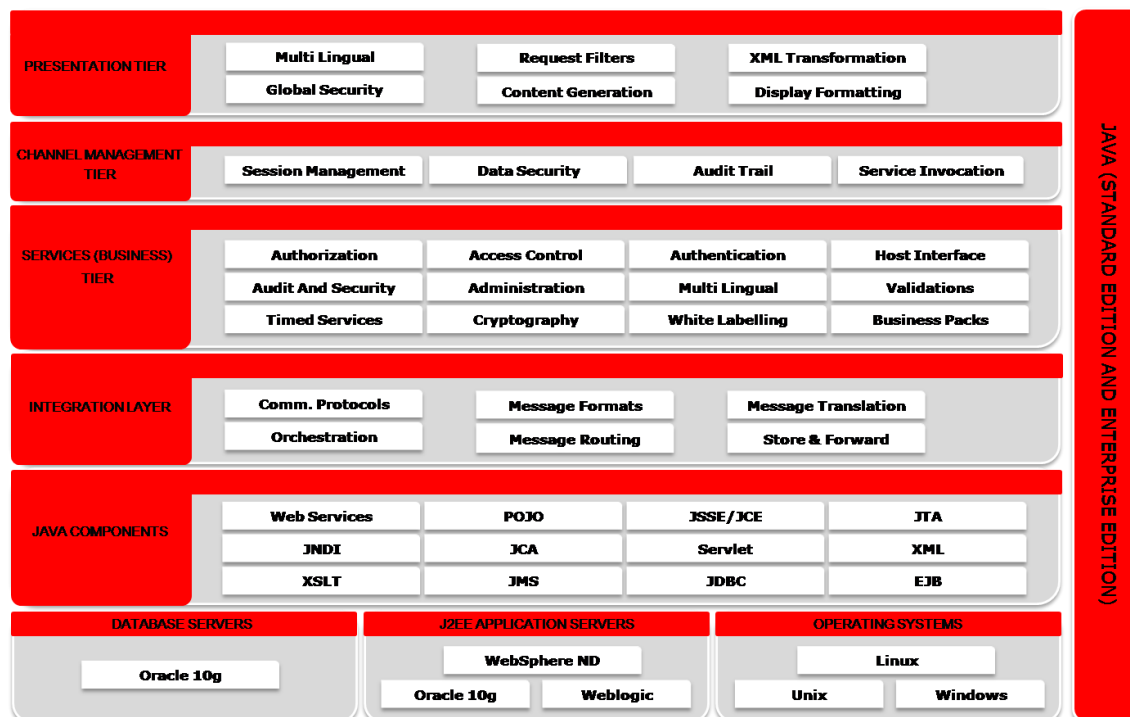 PRESENTATION TIER
Multi Lingual
Request Filters
XML Transformation
Global Security
Content Generation
Display Formatting
CHANNEL MANAGEMENT
TIER
Session Management
Data Security
Audit Trail
Service Invocation
SERVICES (BUSINESS)
TIER
Authorization
Access Control
Authentication
Host Interface
Audit And Security
Administration
Multi Lingual
Validations
Timed Services
Cryptography
White Labelling
Business Packs
INTEGRATION LAYER
Comm. Protocols
Message Formats
Message Translation
Orchestration
Message Routing
Store & Forward
JAVA COMPONENTS
Web Services
POJO
JSSE/JCE
JTA
JNDI
JCA
Servlet
XML
XSLT
JMS
JDBC
EJB
DATABASE SERVERS
Oracle 10g
J2EE APPLICATION SERVERS
WebSphere ND
Oracle 10g
Weblogic
OPERATING SYSTEMS
Linux
Unix
Windows
JAVA (STANDARD EDITION AND ENTERPRISE EDITION)